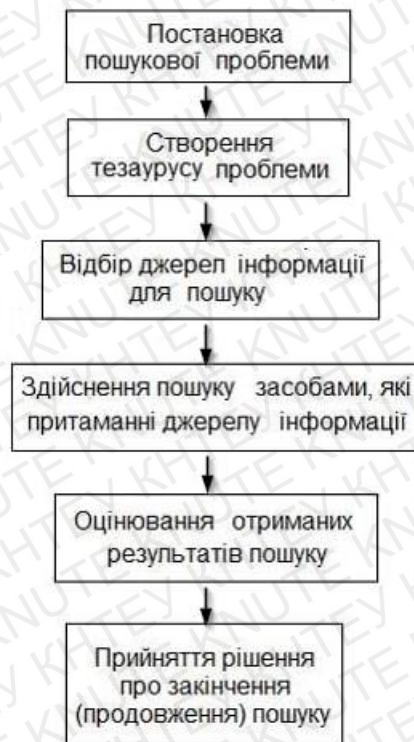 Постановка
пошукової проблеми
Створення
тезаурусу проблеми
Відбір джерел інформації
для пошуку
Здійснення пошуку засобами, які
притаманні джерелу інформації
Оцінювання отриманих
результатів пошуку
Прийняття рішення
про закінчення
(продовження) пошуку